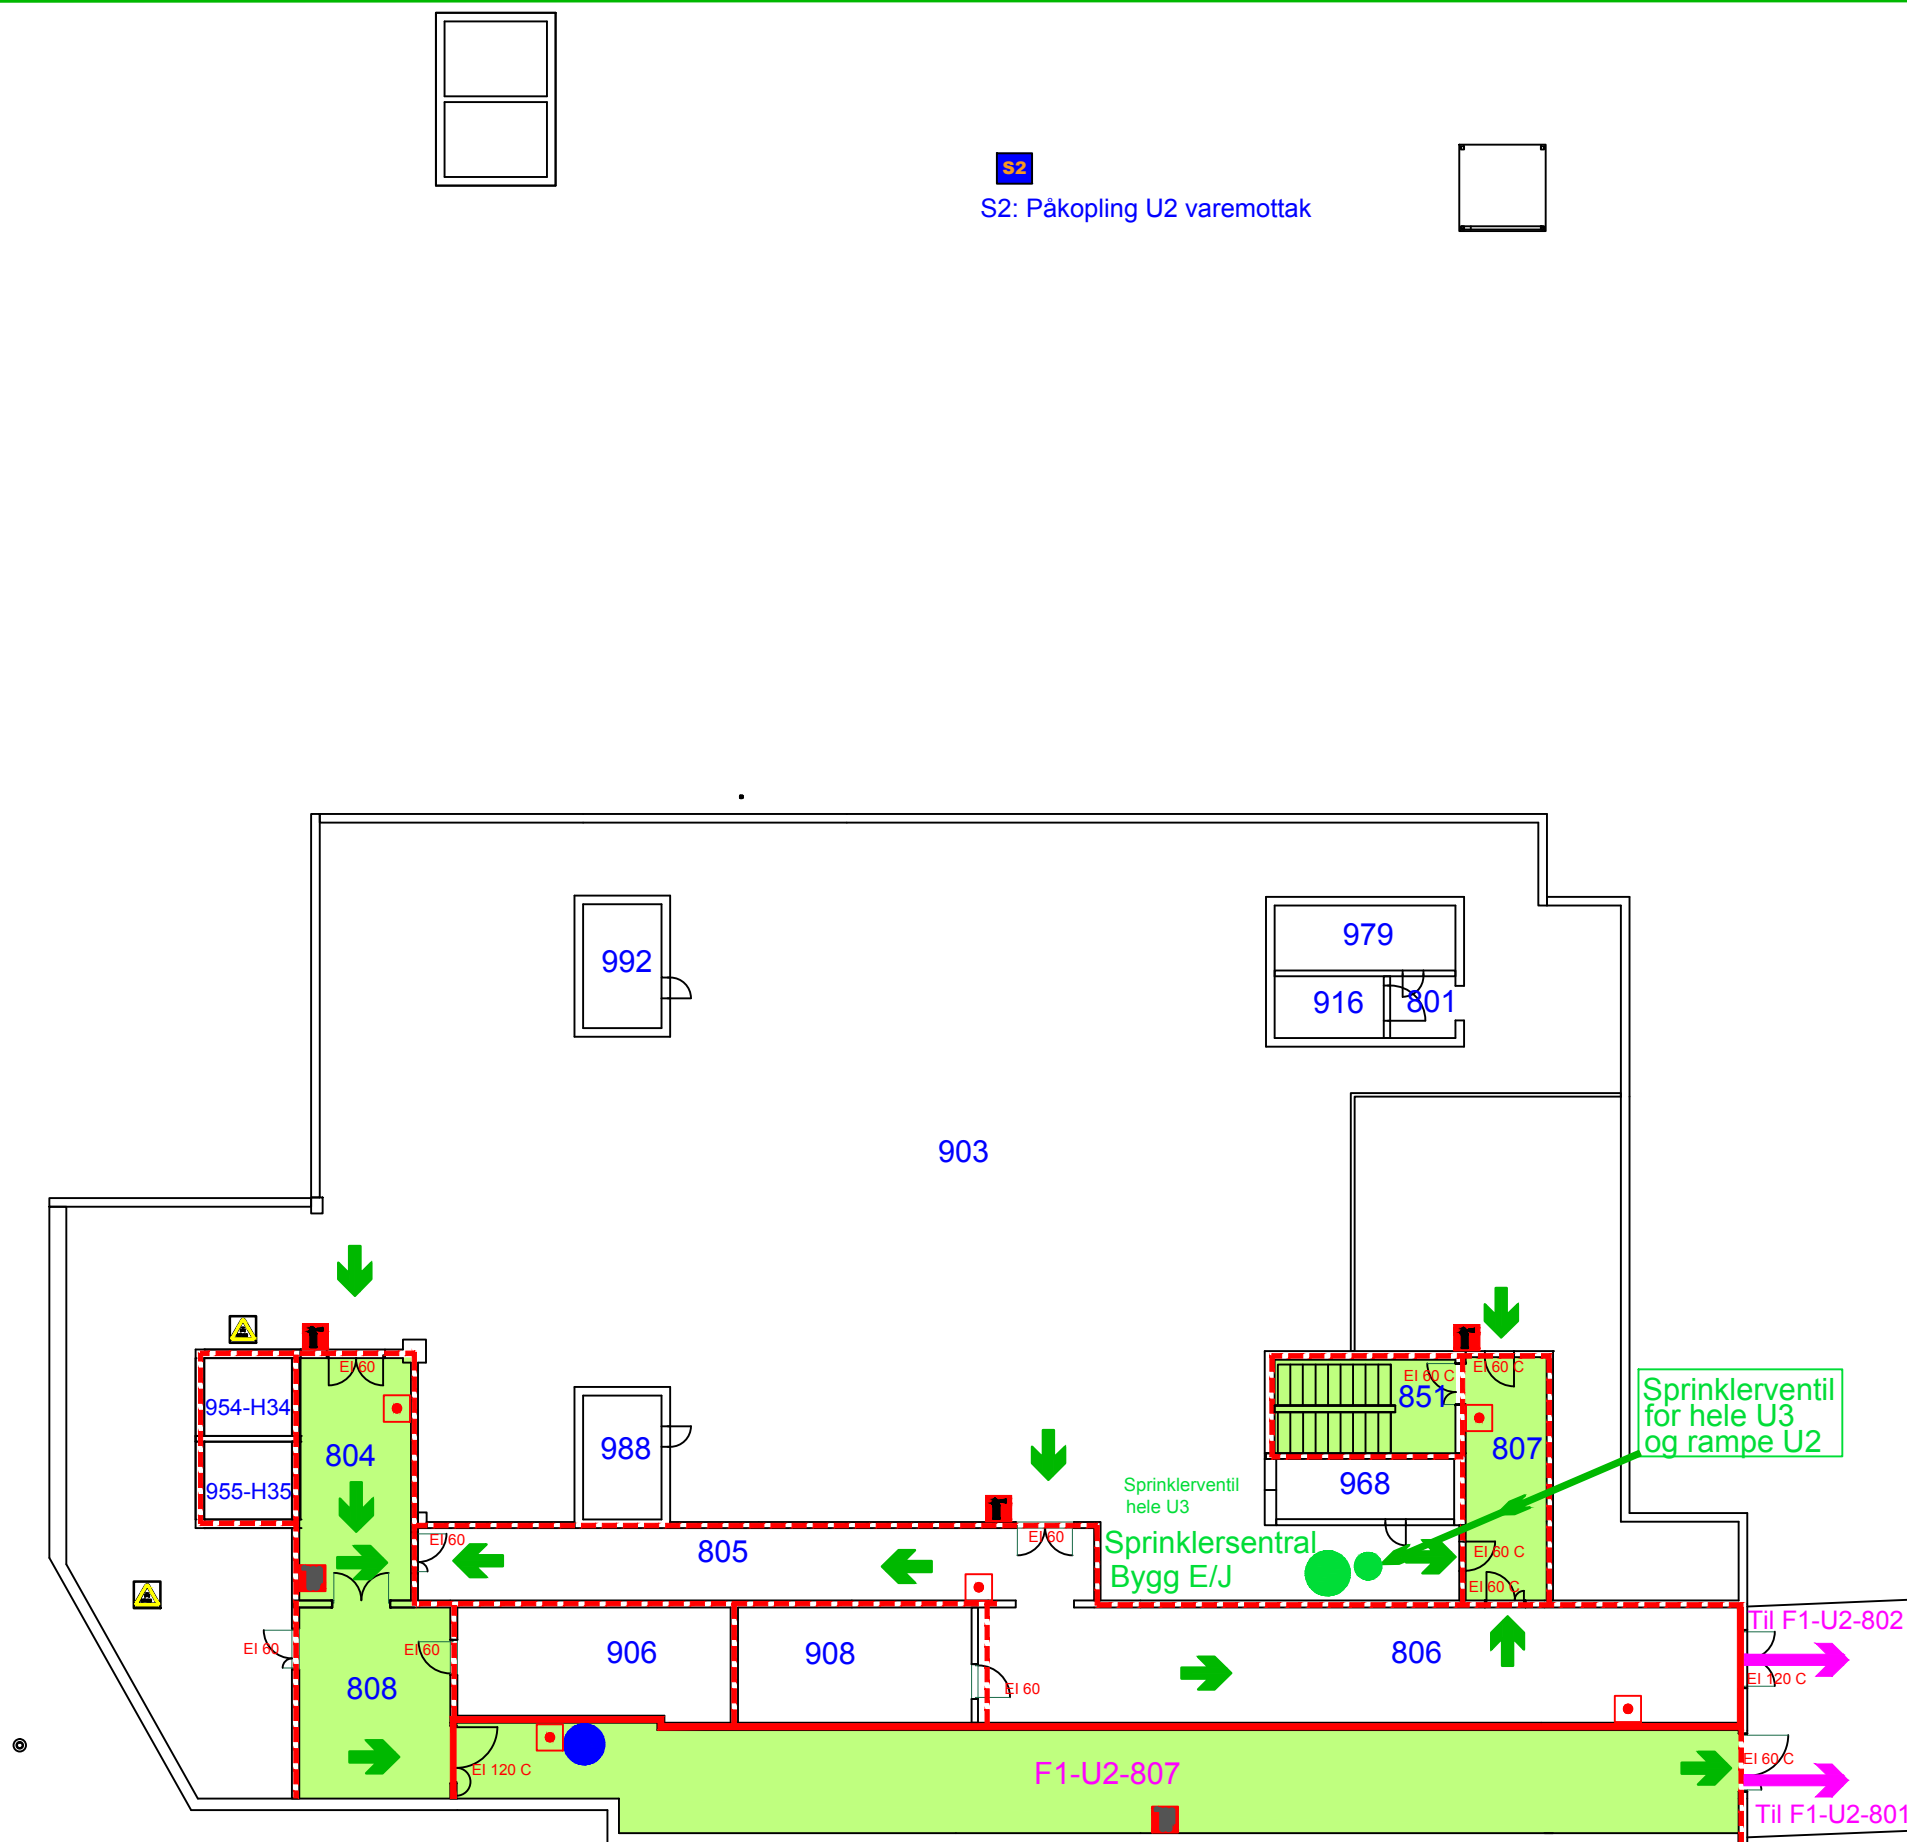 S2
S2: Påkopling U2 varemottak
992
979
916
801
903
EI 60
954-H34
804
955-H35
988
EI 60 C
851
EI 60 C
807
968
Sprinklerventil
for hele U3
og rampe U2
Sprinklerventil
hele U3
Sprinklersentral
Bygg E/J
EI 60
805
EI 60
EI 60 C
EI 60 C
EI 60
808
EI 60
906
908
EI 60
806
Til F1-U2-802
EI 120 C
EI 120 C
F1-U2-807
EI 60 C
Til F1-U2-801